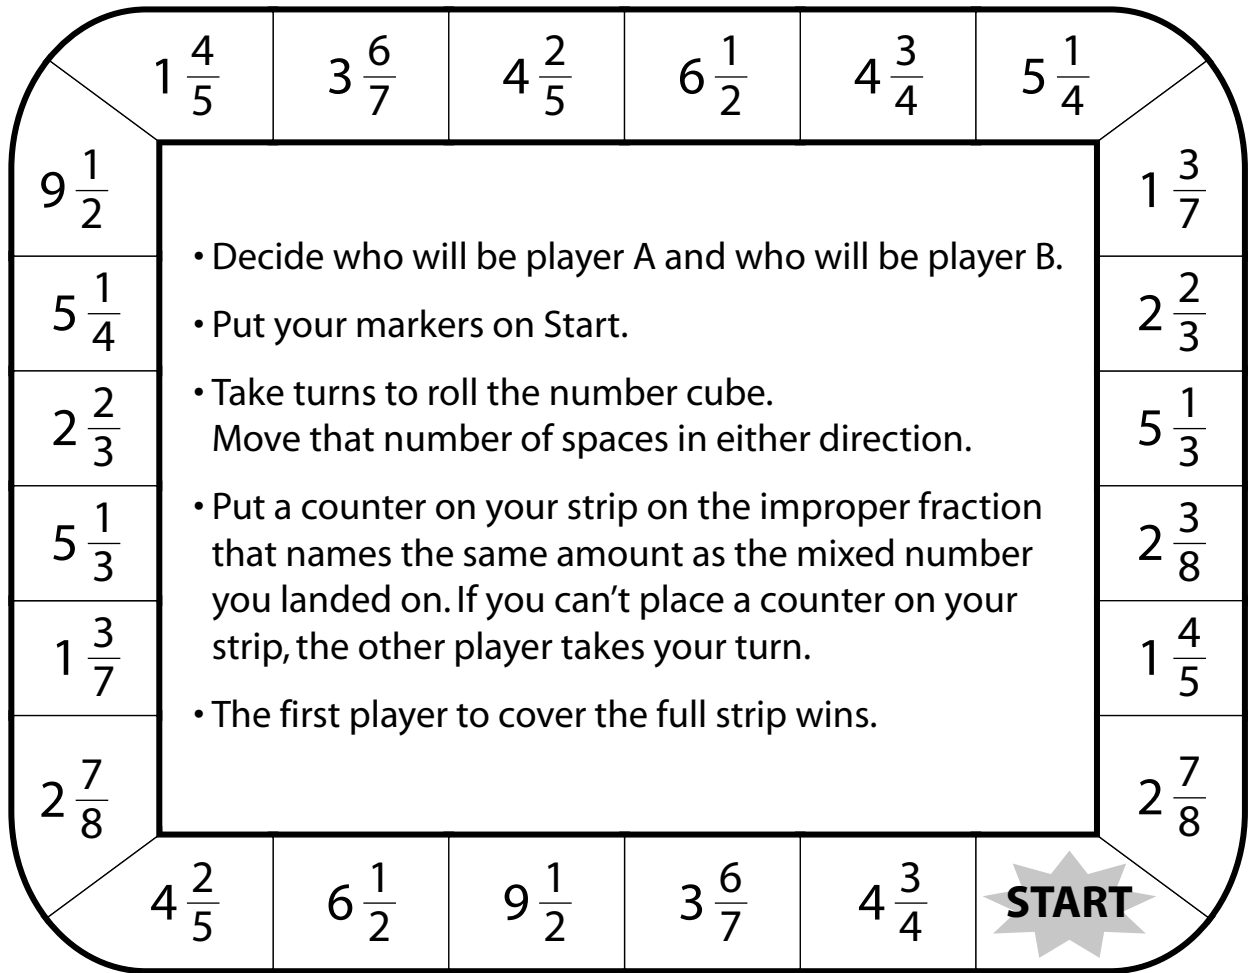 1 4/5 3 6/7 4 2/5 6 1/2 4 3/4 5 1/4
9 1/2 1 3/7
• Decide who will be player A and who will be player B.
5 1/4 2 2/3
• Put your markers on Start.
• Take turns to roll the number cube.
Move that number of spaces in either direction.
2 2/3 5 1/3
• Put a counter on your strip on the improper fraction
that names the same amount as the mixed number
you landed on. If you can't place a counter on your
strip, the other player takes your turn.
5 1/3 2 3/8
1 3/7 1 4/5
• The first player to cover the full strip wins.
2 7/8 2 7/8
4 2/5 6 1/2 9 1/2 3 6/7 4 3/4 START